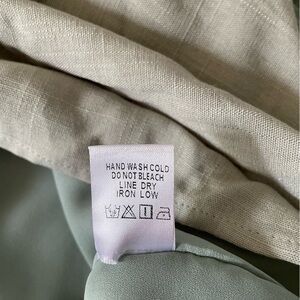 HAND WASH COLD
DO NOT BLEACH
LINE DRY
IRON LOW